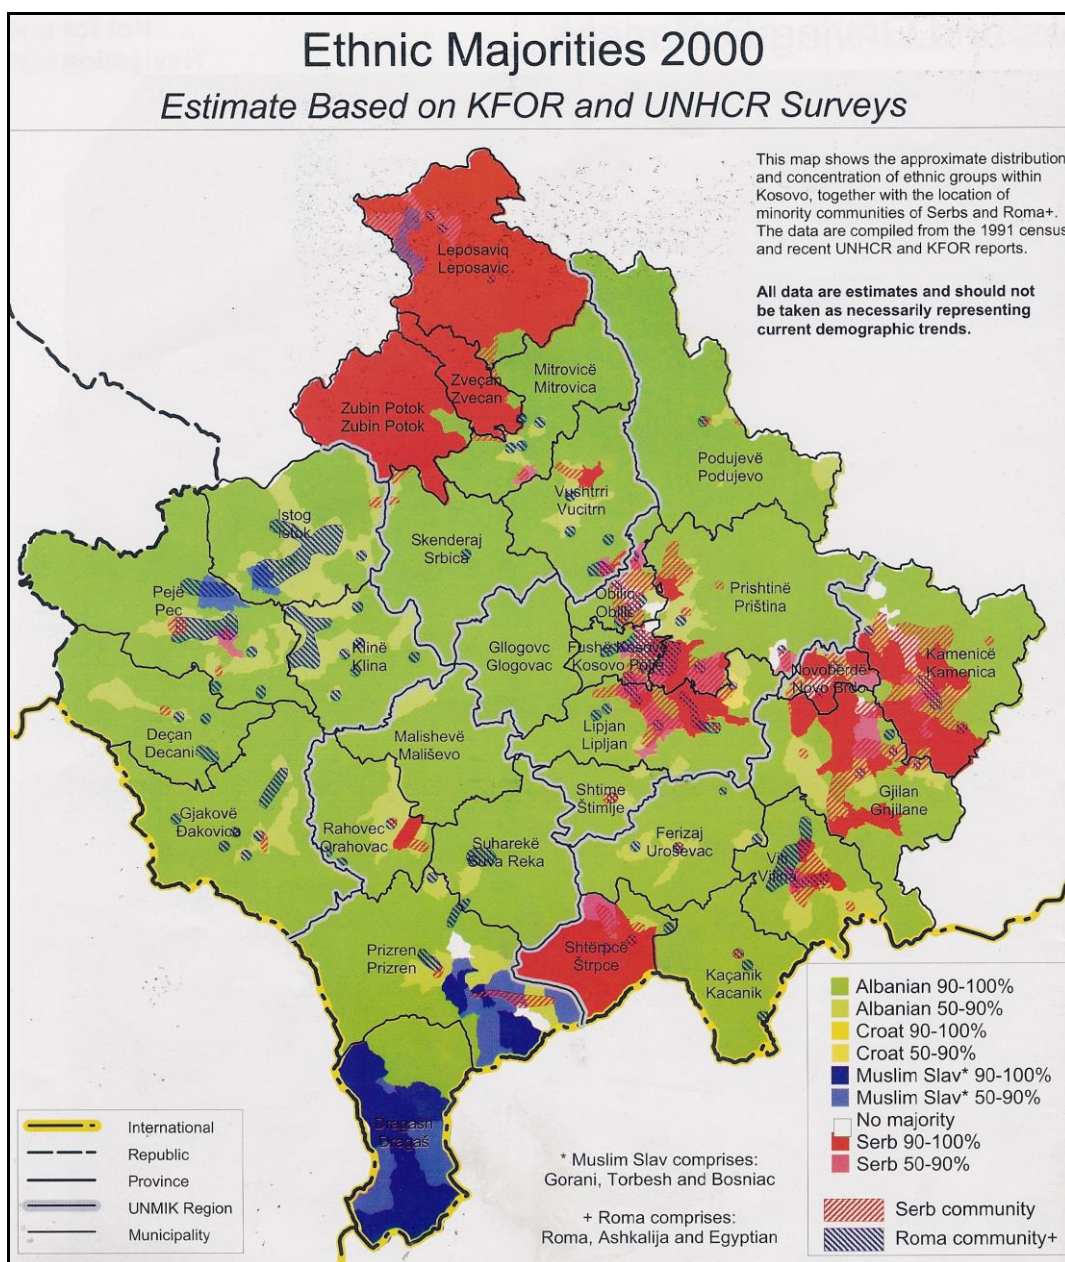 Ethnic Majorities 2000
Estimate Based on KFOR and UNHCR Surveys
This map shows the approximate distribution
and concentration of ethnic groups within
Kosovo, together with the location of
minority communities of Serbs and Roma+.
The data are compiled from the 1991 census
and recent UNHCR and KFOR reports.
All data are estimates and should not
be taken as necessarily representing
current demographic trends.
Leposaviq
Leposavic
Zveçan
Zvecan
Mitrovicë
Mitrovica
Zubin Potok
Zubin Potok
Podujevë
Podujevo
Vushtrri
Vucitrn
Istog
Istok
Skenderaj
Srbica
Prishtinë
Priština
Pejë
Pec
Obiliq
Obilic
Klinë
Klina
Gllogovc
Glogovac
Fushë Kosovë
Kosovo Polje
Novobërdë
Novo Brdo
Kamenicë
Kamenica
Deçan
Decani
Malishevë
Mališevo
Lipjan
Lipljan
Shtime
Štimlje
Gjilan
Gnjilane
Gjakovë
Đakovica
Rahovec
Orahovac
Suharekë
Suva Reka
Ferizaj
Uroševac
Viti
Vitina
Prizren
Prizren
Shtërpcë
Štrpce
Kaçanik
Kacanik
Dragash
Dragaš
Albanian 90-100%
Albanian 50-90%
Croat 90-100%
Croat 50-90%
Muslim Slav* 90-100%
Muslim Slav* 50-90%
No majority
Serb 90-100%
Serb 50-90%
Serb community
Roma community+
International
Republic
Province
UNMIK Region
Municipality
* Muslim Slav comprises:
Gorani, Torbesh and Bosniac
+ Roma comprises:
Roma, Ashkalija and Egyptian